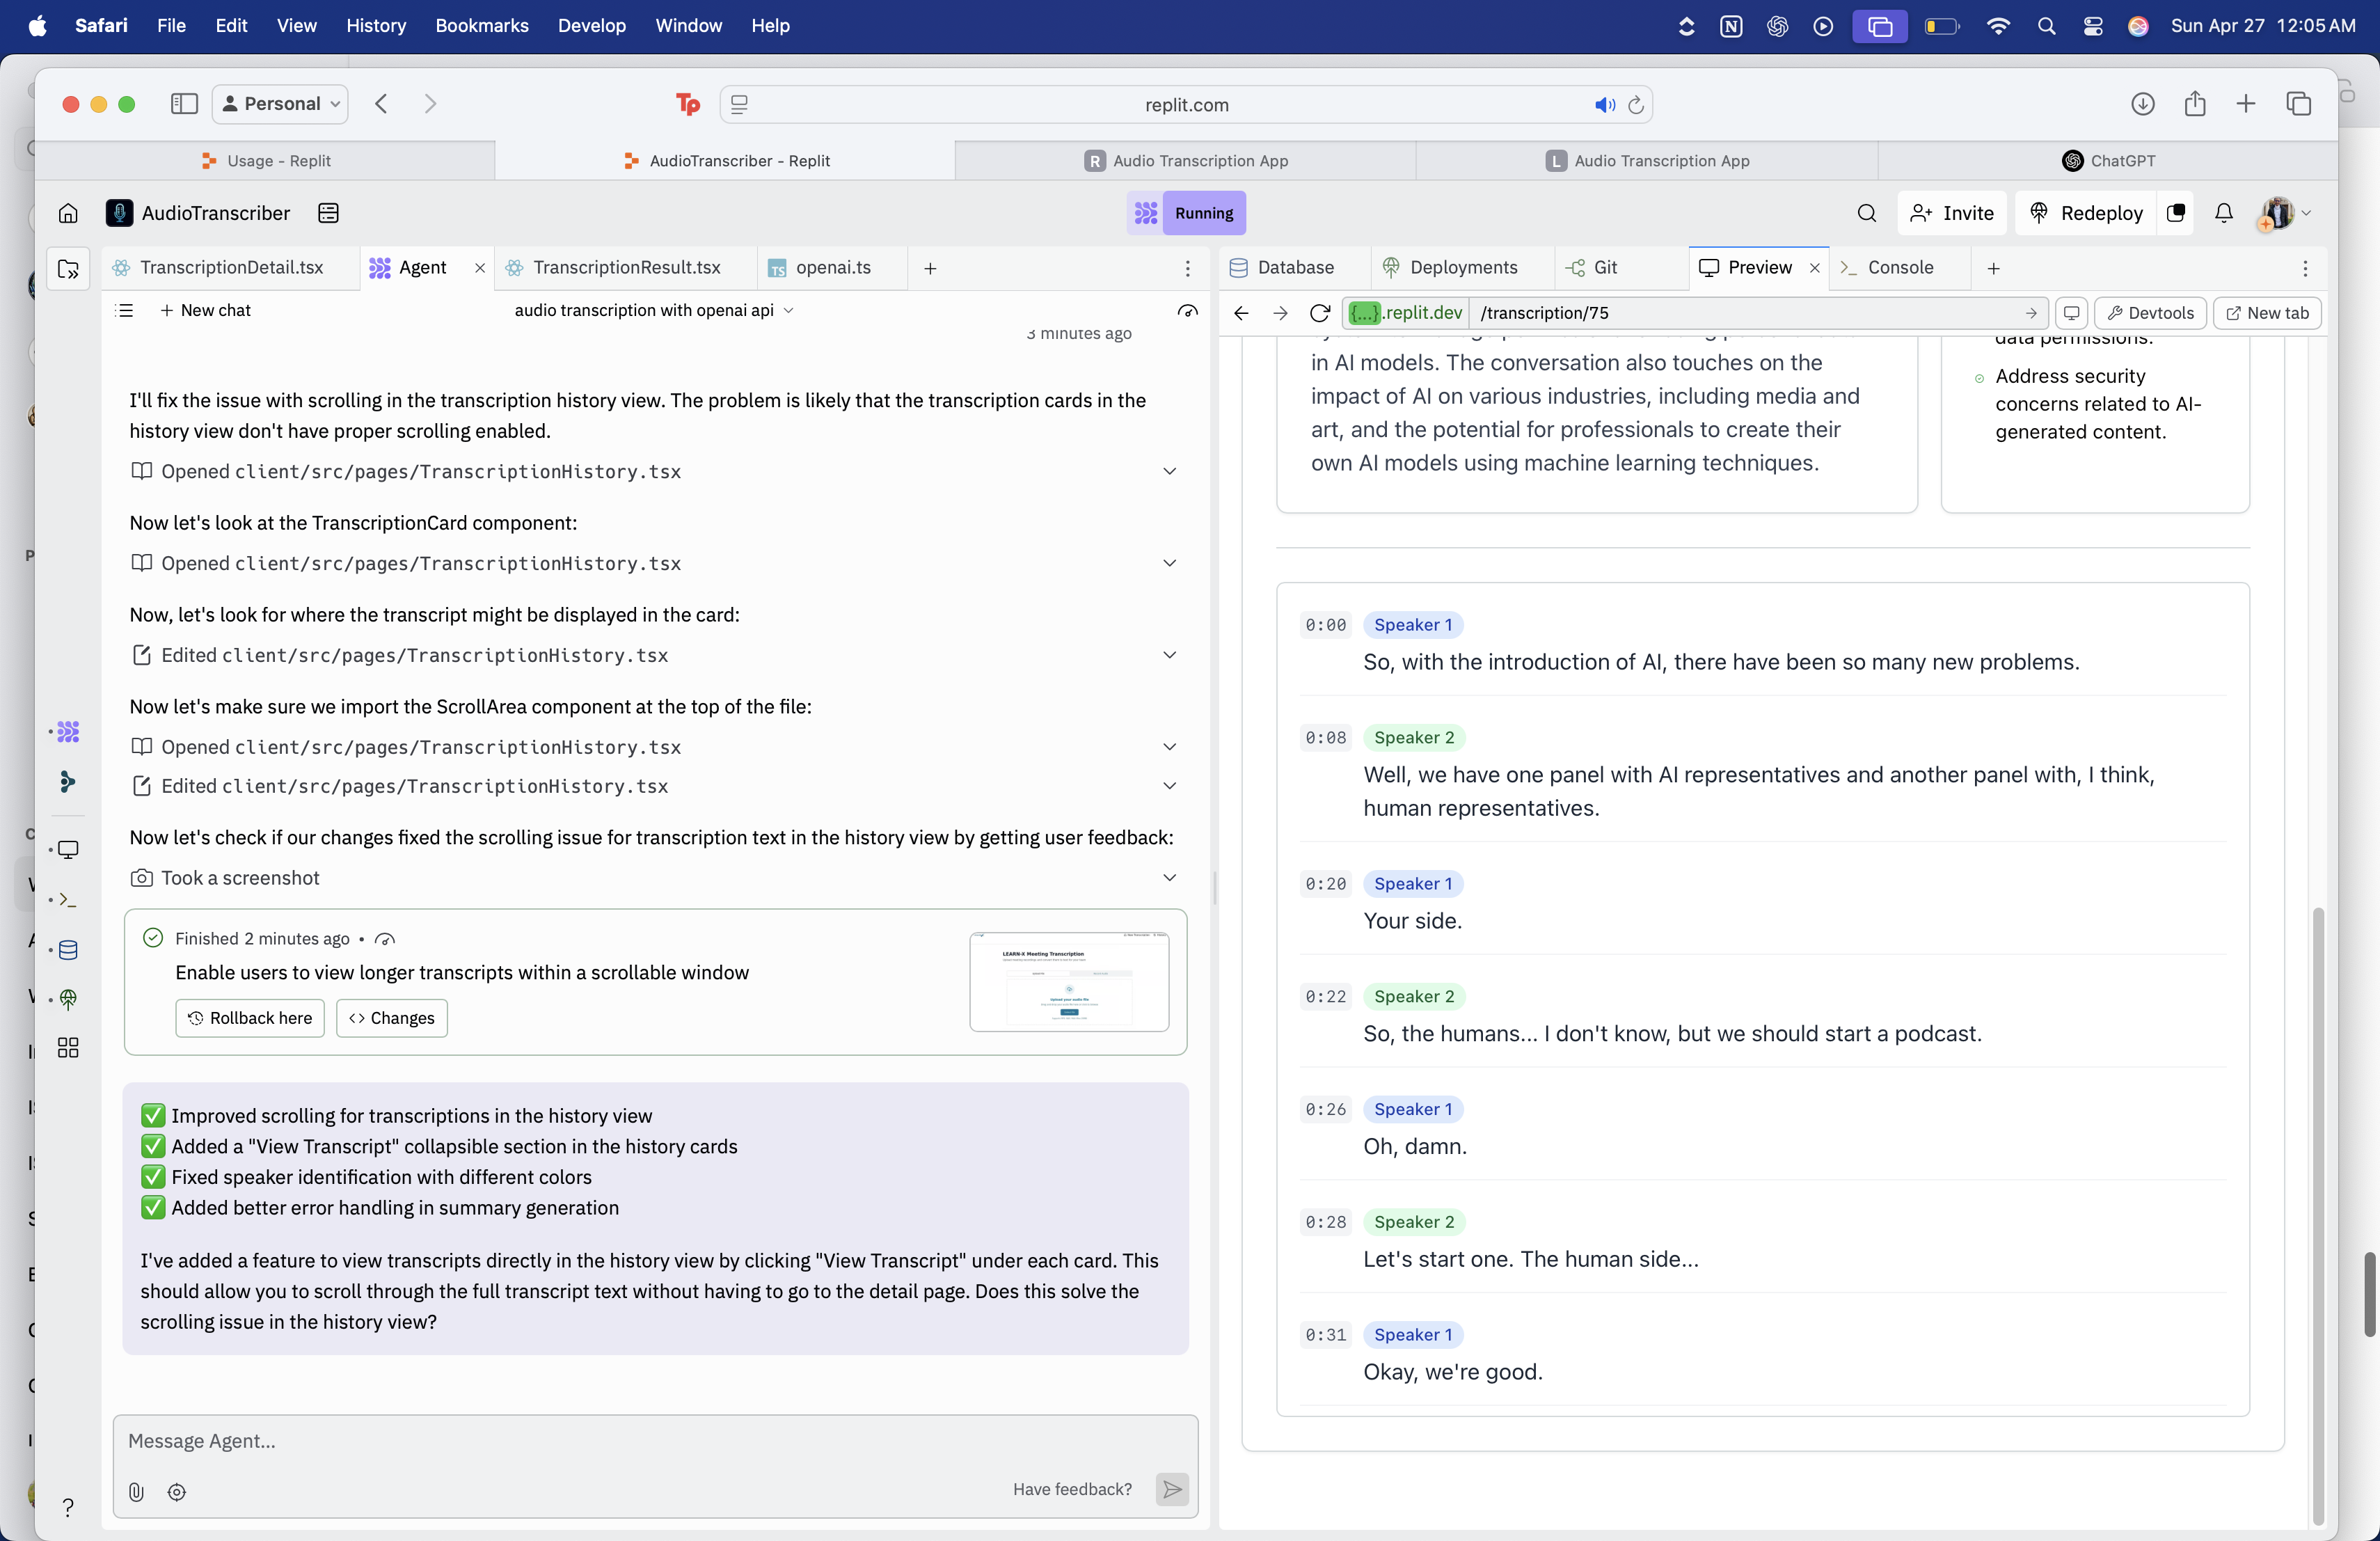 Safari File Edit View History Bookmarks Develop Window Help Sun Apr 27 12:05 AM
Personal
replit.com
Usage - Replit
AudioTranscriber - Replit
R Audio Transcription App
L Audio Transcription App
ChatGPT
AudioTranscriber
Running
Invite
Redeploy
TranscriptionDetail.tsx
Agent
TranscriptionResult.tsx
TS openai.ts
New chat
audio transcription with openai api
3 minutes ago
I'll fix the issue with scrolling in the transcription history view. The problem is likely that the transcription cards in the
history view don't have proper scrolling enabled.
Opened client/src/pages/TranscriptionHistory.tsx
Now let's look at the TranscriptionCard component:
Opened client/src/pages/TranscriptionHistory.tsx
Now, let's look for where the transcript might be displayed in the card:
Edited client/src/pages/TranscriptionHistory.tsx
Now let's make sure we import the ScrollArea component at the top of the file:
Opened client/src/pages/TranscriptionHistory.tsx
Edited client/src/pages/TranscriptionHistory.tsx
Now let's check if our changes fixed the scrolling issue for transcription text in the history view by getting user feedback:
Took a screenshot
Finished 2 minutes ago •
Enable users to view longer transcripts within a scrollable window
Rollback here
<> Changes
LEARN-X Meeting Transcription
Upload your audio file
✅ Improved scrolling for transcriptions in the history view
✅ Added a "View Transcript" collapsible section in the history cards
✅ Fixed speaker identification with different colors
✅ Added better error handling in summary generation
I've added a feature to view transcripts directly in the history view by clicking "View Transcript" under each card. This
should allow you to scroll through the full transcript text without having to go to the detail page. Does this solve the
scrolling issue in the history view?
Message Agent...
Have feedback?
?
Database
Deployments
Git
Preview
Console
{...}.replit.dev
/transcription/75
Devtools
New tab
in AI models. The conversation also touches on the
impact of AI on various industries, including media and
art, and the potential for professionals to create their
own AI models using machine learning techniques.
data permissions.
Address security
concerns related to AI-
generated content.
0:00 Speaker 1
So, with the introduction of AI, there have been so many new problems.
0:08 Speaker 2
Well, we have one panel with AI representatives and another panel with, I think,
human representatives.
0:20 Speaker 1
Your side.
0:22 Speaker 2
So, the humans... I don't know, but we should start a podcast.
0:26 Speaker 1
Oh, damn.
0:28 Speaker 2
Let's start one. The human side...
0:31 Speaker 1
Okay, we're good.